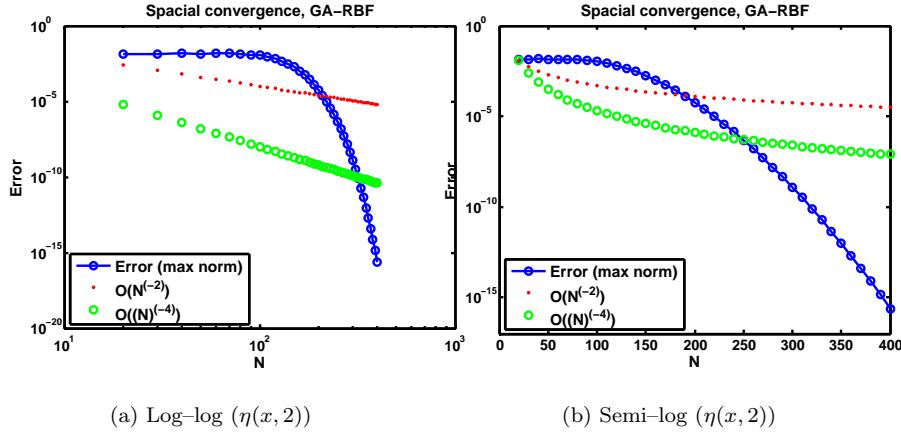 Spacial convergence, GA−RBF
10^0
10^−5
10^−10
10^−15
10^−20
Error
Error (max norm)
O(N^(−2))
O((N)^(−4))
10^1
10^2
10^3
N
(a) Log–log (η(x, 2))
Spacial convergence, GA−RBF
10^0
10^−5
10^−10
10^−15
Error
Error (max norm)
O(N^(−2))
O((N)^(−4))
0
50
100
150
200
250
300
350
400
N
(b) Semi–log (η(x, 2))